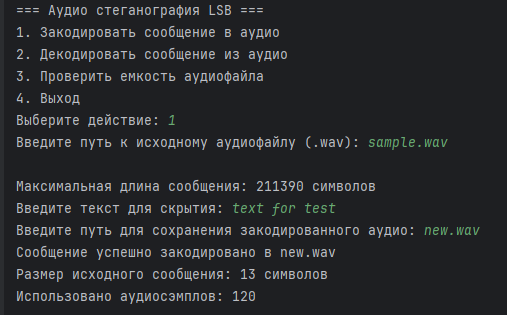 === Аудио стеганография LSB ===
1. Закодировать сообщение в аудио
2. Декодировать сообщение из аудио
3. Проверить емкость аудиофайла
4. Выход
Выберите действие: 1
Введите путь к исходному аудиофайлу (.wav): sample.wav
Максимальная длина сообщения: 211390 символов
Введите текст для скрытия: text for test
Введите путь для сохранения закодированного аудио: new.wav
Сообщение успешно закодировано в new.wav
Размер исходного сообщения: 13 символов
Использовано аудиосэмплов: 120